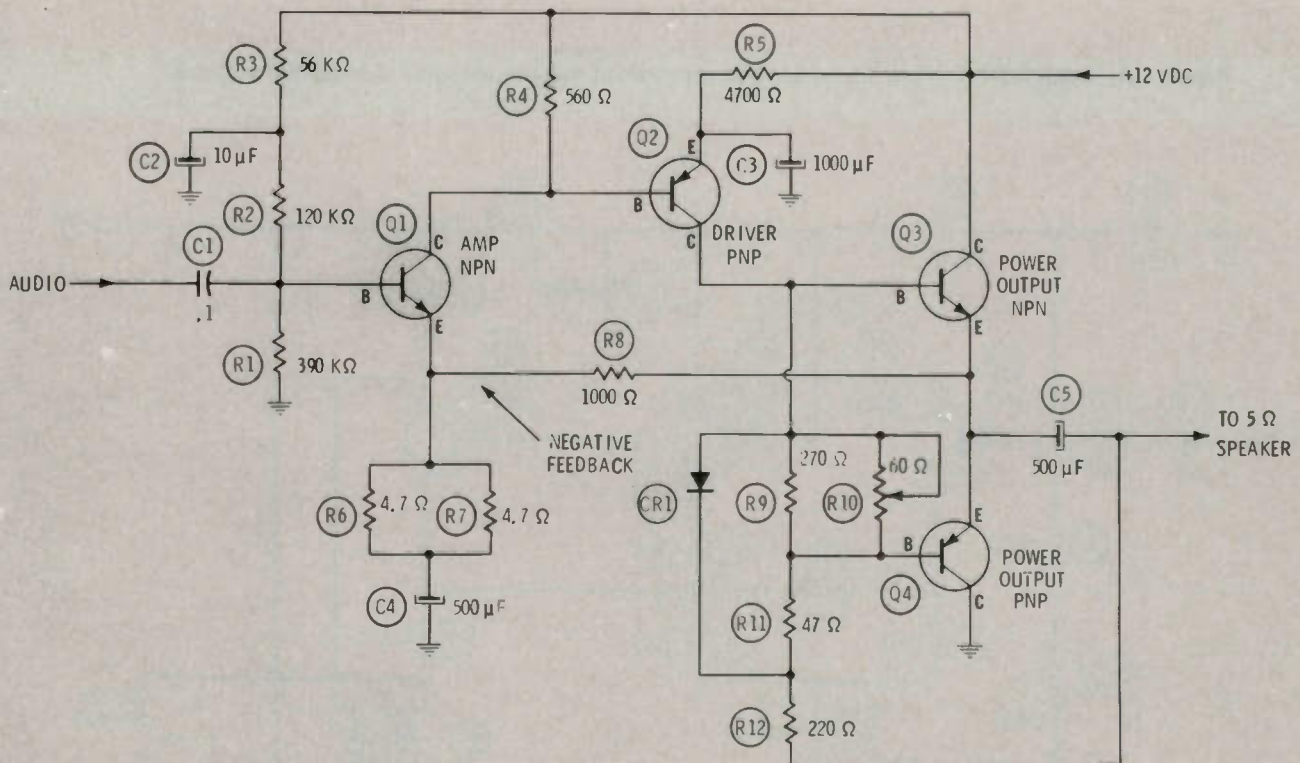 R3
56 KΩ
R4
560 Ω
R5
4700 Ω
+12 VDC
C2
10 µF
R2
120 KΩ
Q2
E
B
C
C3
1000 µF
DRIVER
PNP
C1
.1
AUDIO
Q1
C
B
E
AMP
NPN
Q3
C
B
E
POWER
OUTPUT
NPN
R1
390 KΩ
R8
1000 Ω
NEGATIVE
FEEDBACK
C5
500 µF
TO 5 Ω
SPEAKER
R6
4.7 Ω
R7
4.7 Ω
CR1
270 Ω
R9
60 Ω
R10
E
B
C
Q4
POWER
OUTPUT
PNP
C4
500 µF
R11
47 Ω
R12
220 Ω